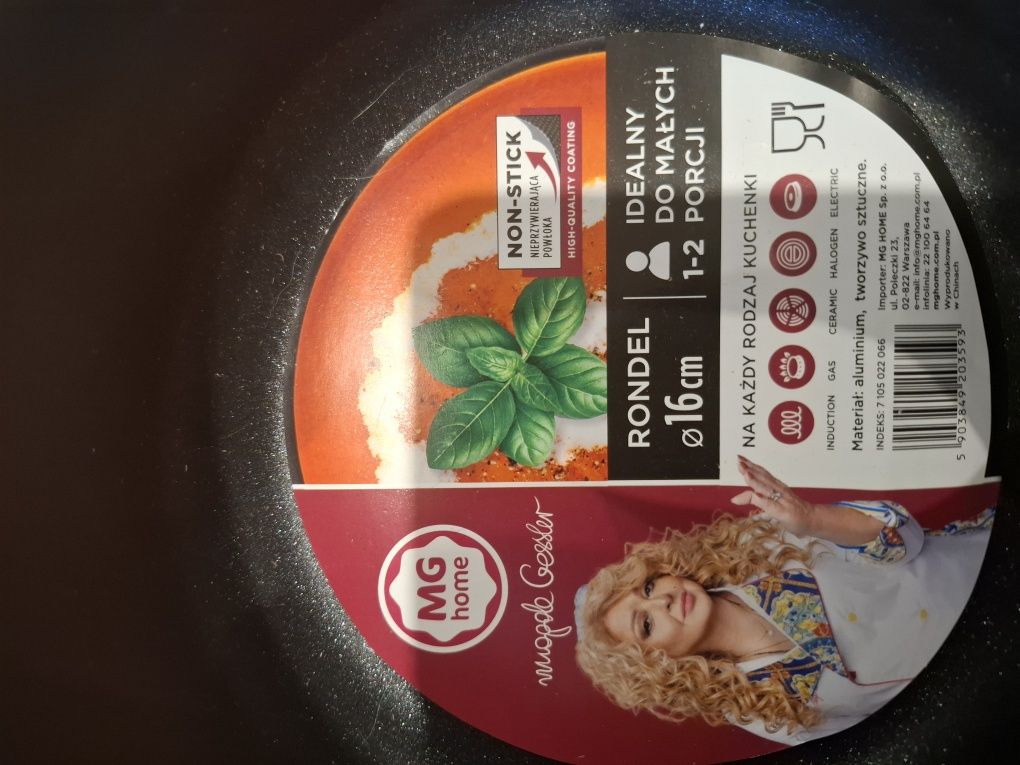 MG
home
magda Gessler
NON-STICK
NIEPRZYWIERAJĄCA
POWŁOKA
HIGH-QUALITY COATING
RONDEL
ø16cm
IDEALNY
DO MAŁYCH
1-2 PORCJI
NA KAŻDY RODZAJ KUCHENKI
INDUCTION GAS CERAMIC HALOGEN ELECTRIC
Materiał: aluminium, tworzywo sztuczne.
INDEKS: 7 105 022 066
5 903849 203593
Importer: MG HOME Sp. z o.o.
ul. Poleczki 23,
02-822 Warszawa
e-mail: info@mghome.com.pl
infolinia: 22 100 64 64
mghome.com.pl
Wyprodukowano
w Chinach